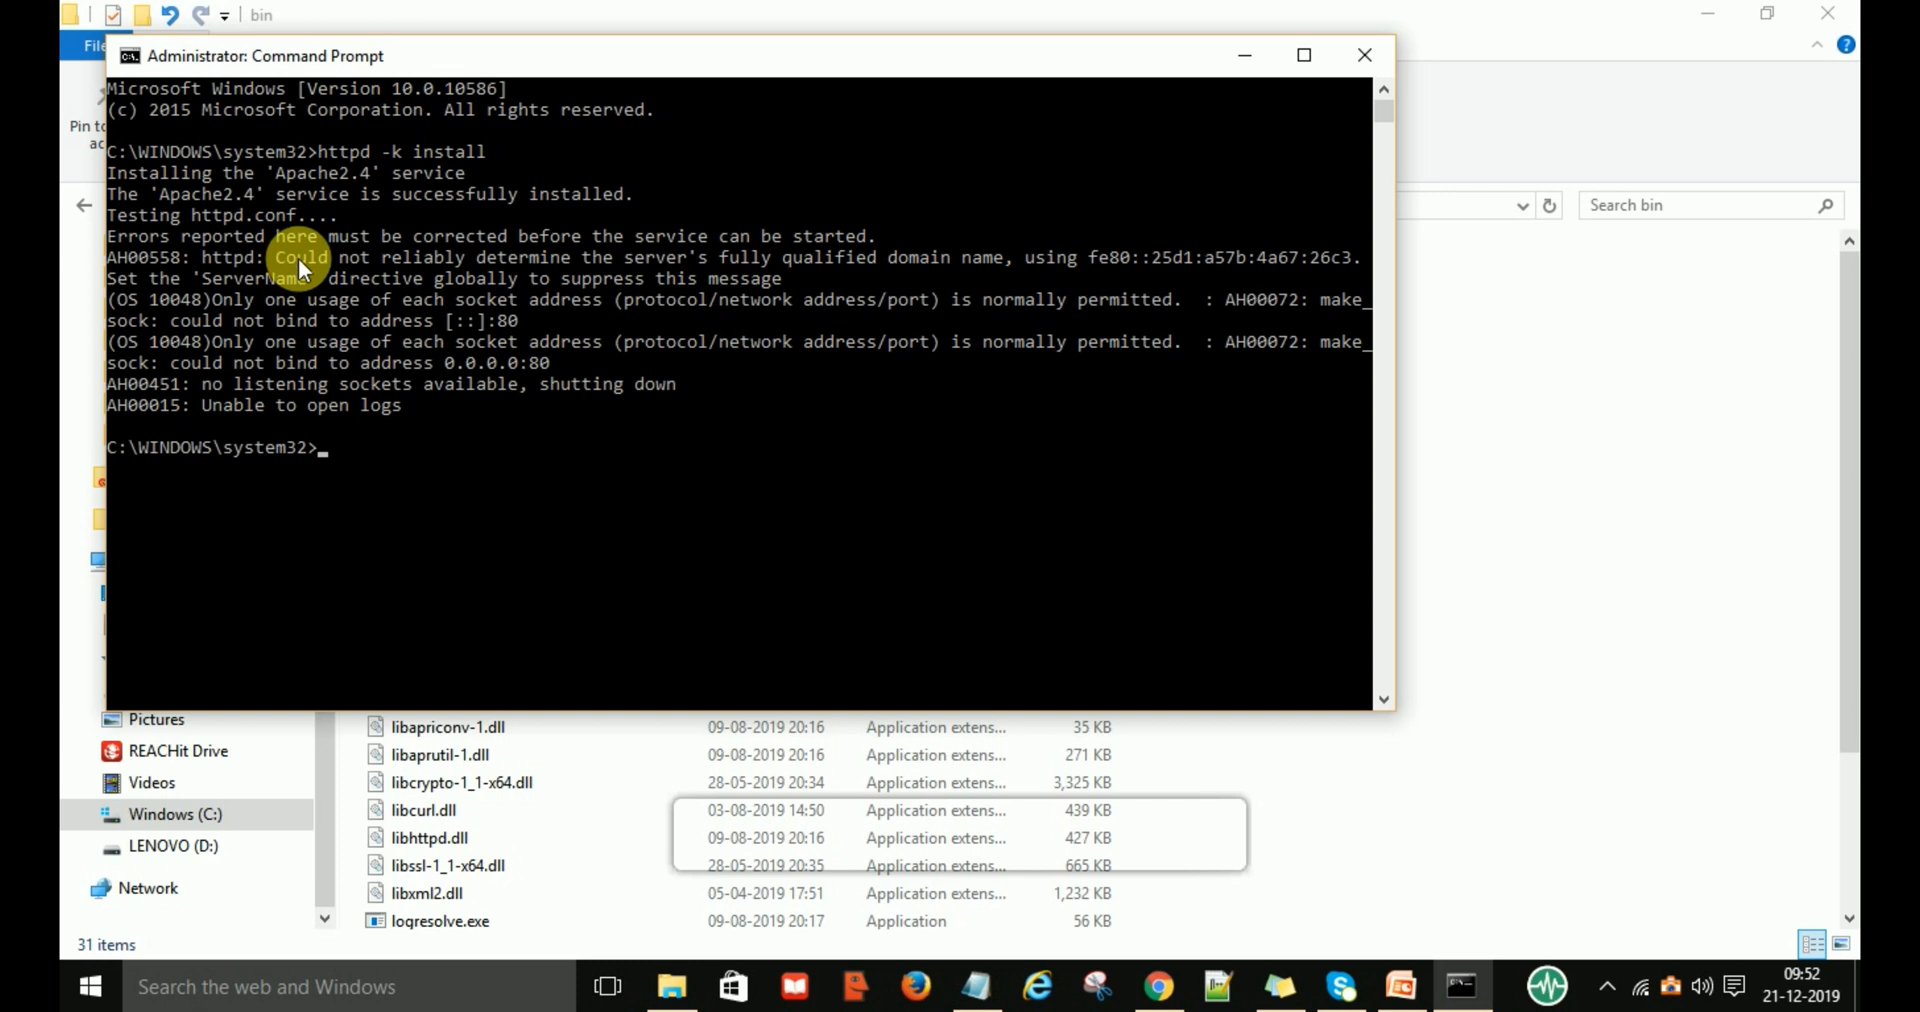 bin
File
Administrator: Command Prompt
Pin to
ac
Microsoft Windows [Version 10.0.10586]
(c) 2015 Microsoft Corporation. All rights reserved.
C:\WINDOWS\system32>httpd -k install
Installing the 'Apache2.4' service
The 'Apache2.4' service is successfully installed.
Testing httpd.conf....
Errors reported here must be corrected before the service can be started.
AH00558: httpd: Could not reliably determine the server's fully qualified domain name, using fe80::25d1:a57b:4a67:26c3.
Set the 'ServerName' directive globally to suppress this message
(OS 10048)Only one usage of each socket address (protocol/network address/port) is normally permitted.  : AH00072: make_
sock: could not bind to address [::]:80
(OS 10048)Only one usage of each socket address (protocol/network address/port) is normally permitted.  : AH00072: make_
sock: could not bind to address 0.0.0.0:80
AH00451: no listening sockets available, shutting down
AH00015: Unable to open logs
C:\WINDOWS\system32>
Search bin
Pictures
REACHit Drive
Videos
Windows (C:)
LENOVO (D:)
Network
libapriconv-1.dll 09-08-2019 20:16 Application extens... 35 KB
libaprutil-1.dll 09-08-2019 20:16 Application extens... 271 KB
libcrypto-1_1-x64.dll 28-05-2019 20:34 Application extens... 3,325 KB
libcurl.dll 03-08-2019 14:50 Application extens... 439 KB
libhttpd.dll 09-08-2019 20:16 Application extens... 427 KB
libssl-1_1-x64.dll 28-05-2019 20:35 Application extens... 665 KB
libxml2.dll 05-04-2019 17:51 Application extens... 1,232 KB
logresolve.exe 09-08-2019 20:17 Application 56 KB
31 items
Search the web and Windows
09:52
21-12-2019